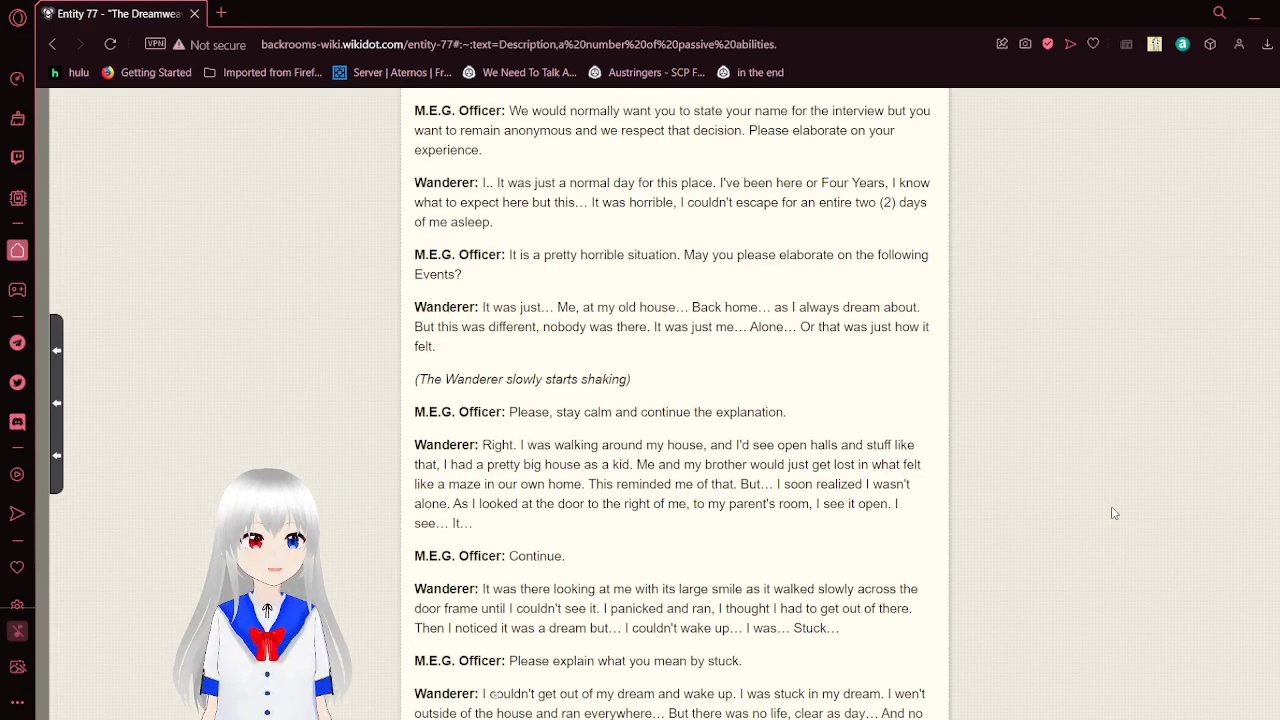 Entity 77 - "The Dreamwea
VPN
Not secure
backrooms-wiki.wikidot.com/entity-77#:~:text=Description,a%20number%20of%20passive%20abilities.
hulu
Getting Started
Imported from Firef...
Server | Aternos | Fr...
We Need To Talk A...
Austringers - SCP F...
in the end
M.E.G. Officer: We would normally want you to state your name for the interview but you
want to remain anonymous and we respect that decision. Please elaborate on your
experience.
Wanderer: I.. It was just a normal day for this place. I've been here or Four Years, I know
what to expect here but this… It was horrible, I couldn't escape for an entire two (2) days
of me asleep.
M.E.G. Officer: It is a pretty horrible situation. May you please elaborate on the following
Events?
Wanderer: It was just… Me, at my old house… Back home… as I always dream about.
But this was different, nobody was there. It was just me… Alone… Or that was just how it
felt.
(The Wanderer slowly starts shaking)
M.E.G. Officer: Please, stay calm and continue the explanation.
Wanderer: Right. I was walking around my house, and I'd see open halls and stuff like
that, I had a pretty big house as a kid. Me and my brother would just get lost in what felt
like a maze in our own home. This reminded me of that. But… I soon realized I wasn't
alone. As I looked at the door to the right of me, to my parent's room, I see it open. I
see… It…
M.E.G. Officer: Continue.
Wanderer: It was there looking at me with its large smile as it walked slowly across the
door frame until I couldn't see it. I panicked and ran, I thought I had to get out of there.
Then I noticed it was a dream but… I couldn't wake up… I was… Stuck…
M.E.G. Officer: Please explain what you mean by stuck.
Wanderer: I couldn't get out of my dream and wake up. I was stuck in my dream. I wen't
outside of the house and ran everywhere… But there was no life, clear as day… And no